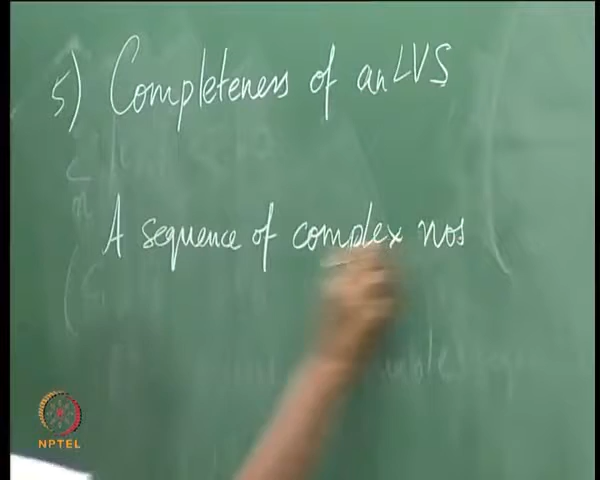 5) Completeness of an LVS
A sequence of complex nos
NPTEL